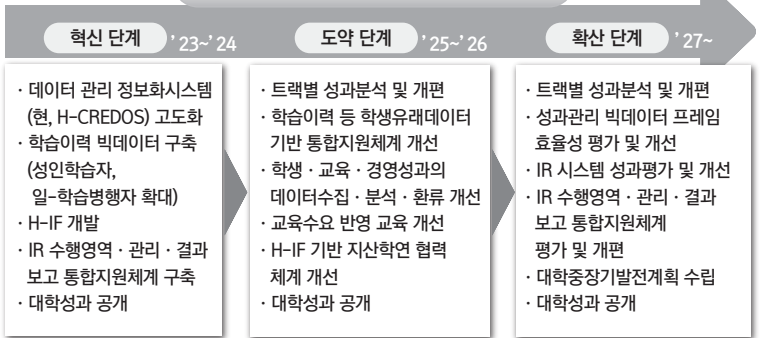 혁신 단계 ’23~’24
· 데이터 관리 정보화시스템
(현, H-CREDOS) 고도화
· 학습이력 빅데이터 구축
(성인학습자,
일-학습병행자 확대)
· H-IF 개발
· IR 수행영역 · 관리 · 결과
보고 통합지원체계 구축
· 대학성과 공개
도약 단계 ’25~’26
· 트랙별 성과분석 및 개편
· 학습이력 등 학생유래데이터
기반 통합지원체계 개선
· 학생 · 교육 · 경영성과의
데이터수집 · 분석 · 환류 개선
· 교육수요 반영 교육 개선
· H-IF 기반 지산학연 협력
체계 개선
· 대학성과 공개
확산 단계 ’27~
· 트랙별 성과분석 및 개편
· 성과관리 빅데이터 프레임
효율성 평가 및 개선
· IR 시스템 성과평가 및 개선
· IR 수행영역 · 관리 · 결과
보고 통합지원체계
평가 및 개편
· 대학중장기발전계획 수립
· 대학성과 공개